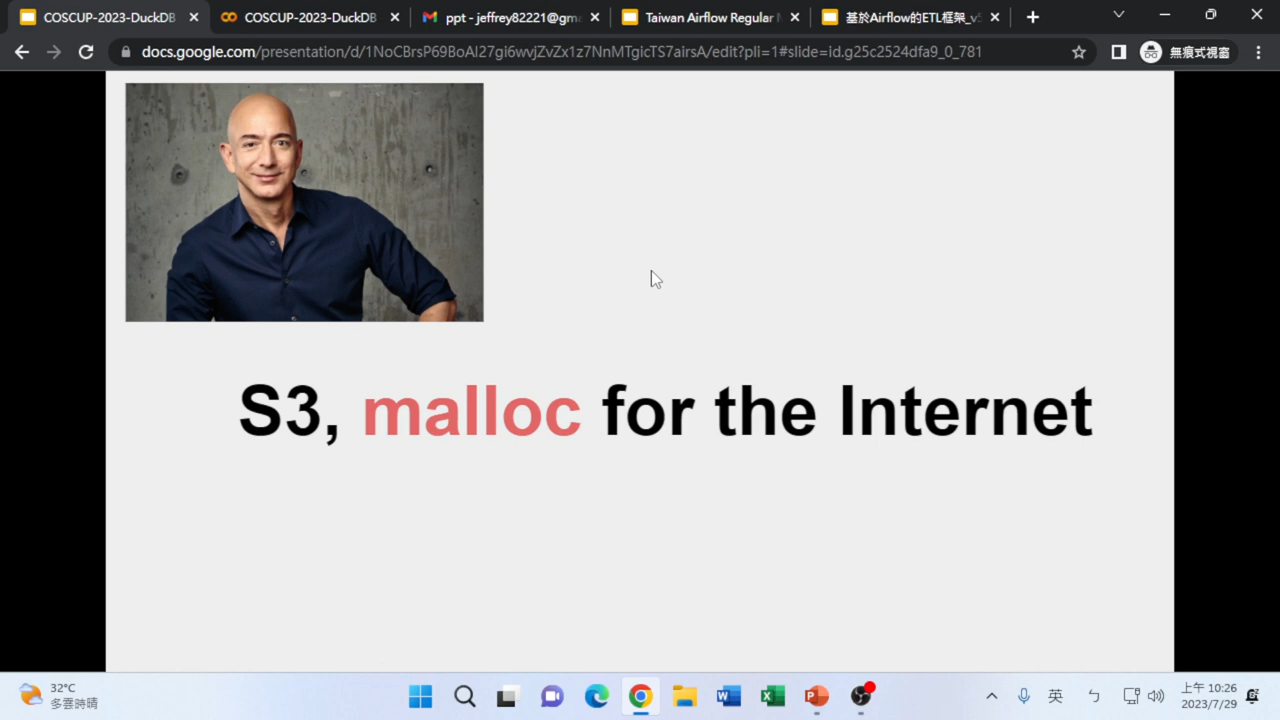 COSCUP-2023-DuckDB
COSCUP-2023-DuckDB
ppt - jeffrey82221@gma
Taiwan Airflow Regular
基於Airflow的ETL框架_v
docs.google.com/presentation/d/1NoCBrsP69BoAI27gi6wvjZvZx1z7NnMTgicTS7airsA/edit?pli=1#slide=id.g25c2524dfa9_0_781
無痕式視窗
S3, malloc for the Internet
32°C
多雲時晴
英
ㄅ
上午 10:26
2023/7/29